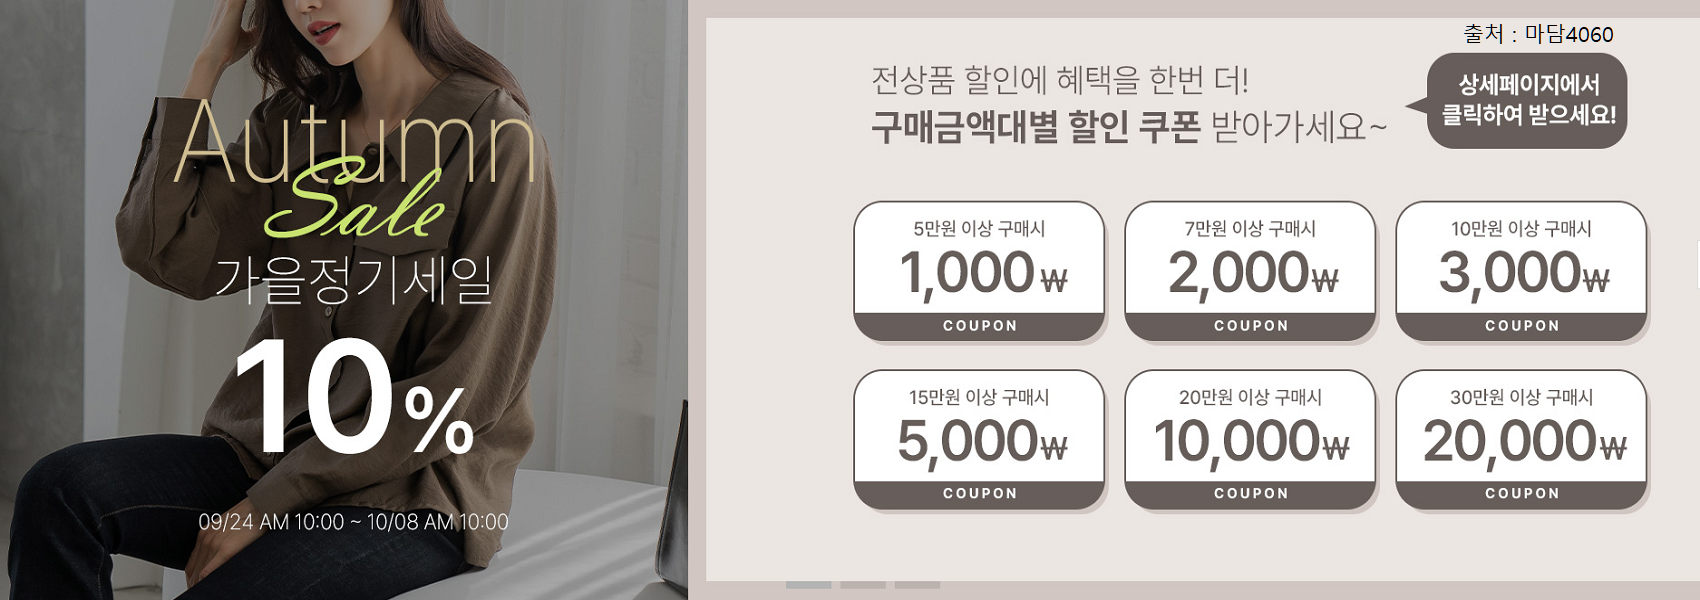 Autumn
Sale
가을정기세일
10%
09/24 AM 10:00 ~ 10/08 AM 10:00
출처 : 마담4060
전상품 할인에 혜택을 한번 더!
구매금액대별 할인 쿠폰 받아가세요~
상세페이지에서
클릭하여 받으세요!
5만원 이상 구매시
1,000₩
COUPON
7만원 이상 구매시
2,000₩
COUPON
10만원 이상 구매시
3,000₩
COUPON
15만원 이상 구매시
5,000₩
COUPON
20만원 이상 구매시
10,000₩
COUPON
30만원 이상 구매시
20,000₩
COUPON